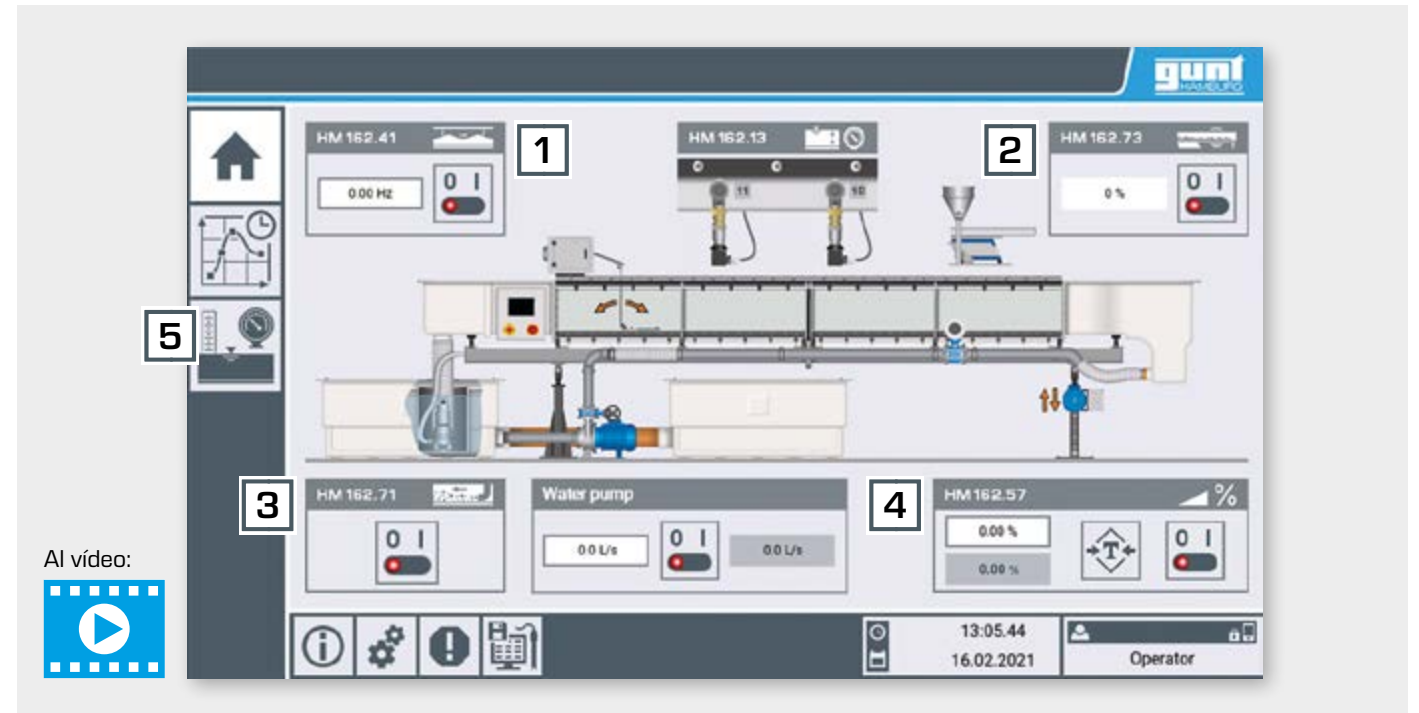 gunt
HAMBURG
HM 162.41
1
HM 162.13
2
HM 162.73
0.00 Hz
0 I
11
10
0 %
0 I
5
3
HM 162.71
Water pump
4
HM 162.57
%
0 I
0.0 L/s
0 I
0.0 L/s
0.00 %
0.00 %
T
0 I
Al vídeo:
13:05.44
16.02.2021
Operator